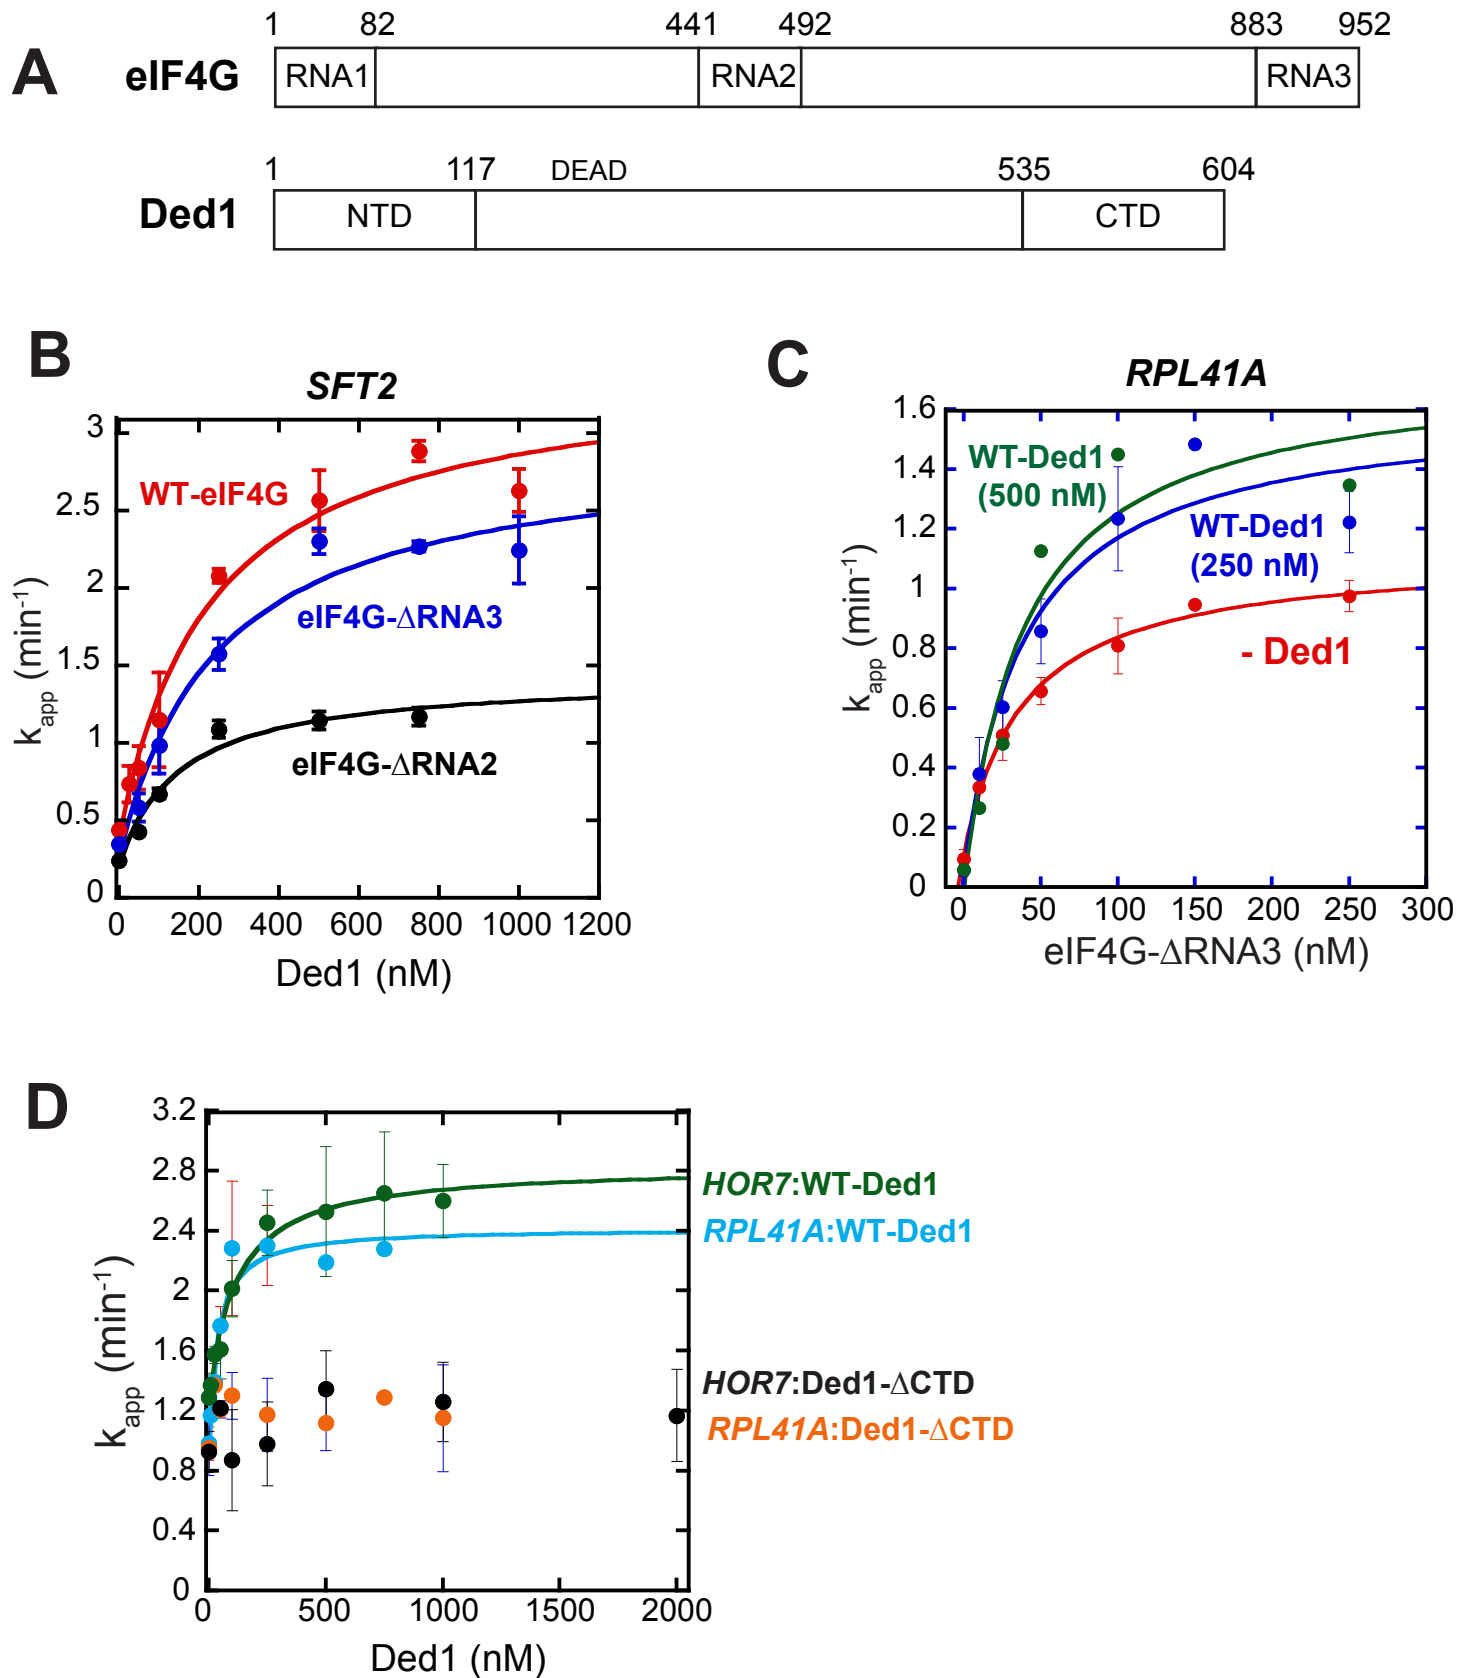 A
1 82 441 492 883 952
eIF4G RNA1 RNA2 RNA3
1 117 DEAD 535 604
Ded1 NTD CTD
B
SFT2
3
2.5
2
1.5
1
0.5
0
k_app (min⁻¹)
WT-eIF4G
eIF4G-ΔRNA3
eIF4G-ΔRNA2
0 200 400 600 800 1000 1200
Ded1 (nM)
C
RPL41A
1.6
1.4
1.2
1
0.8
0.6
0.4
0.2
0
k_app (min⁻¹)
WT-Ded1
(500 nM)
WT-Ded1
(250 nM)
- Ded1
0 50 100 150 200 250 300
eIF4G-ΔRNA3 (nM)
D
3.2
2.8
2.4
2
1.6
1.2
0.8
0.4
0
k_app (min⁻¹)
HOR7:WT-Ded1
RPL41A:WT-Ded1
HOR7:Ded1-ΔCTD
RPL41A:Ded1-ΔCTD
0 500 1000 1500 2000
Ded1 (nM)